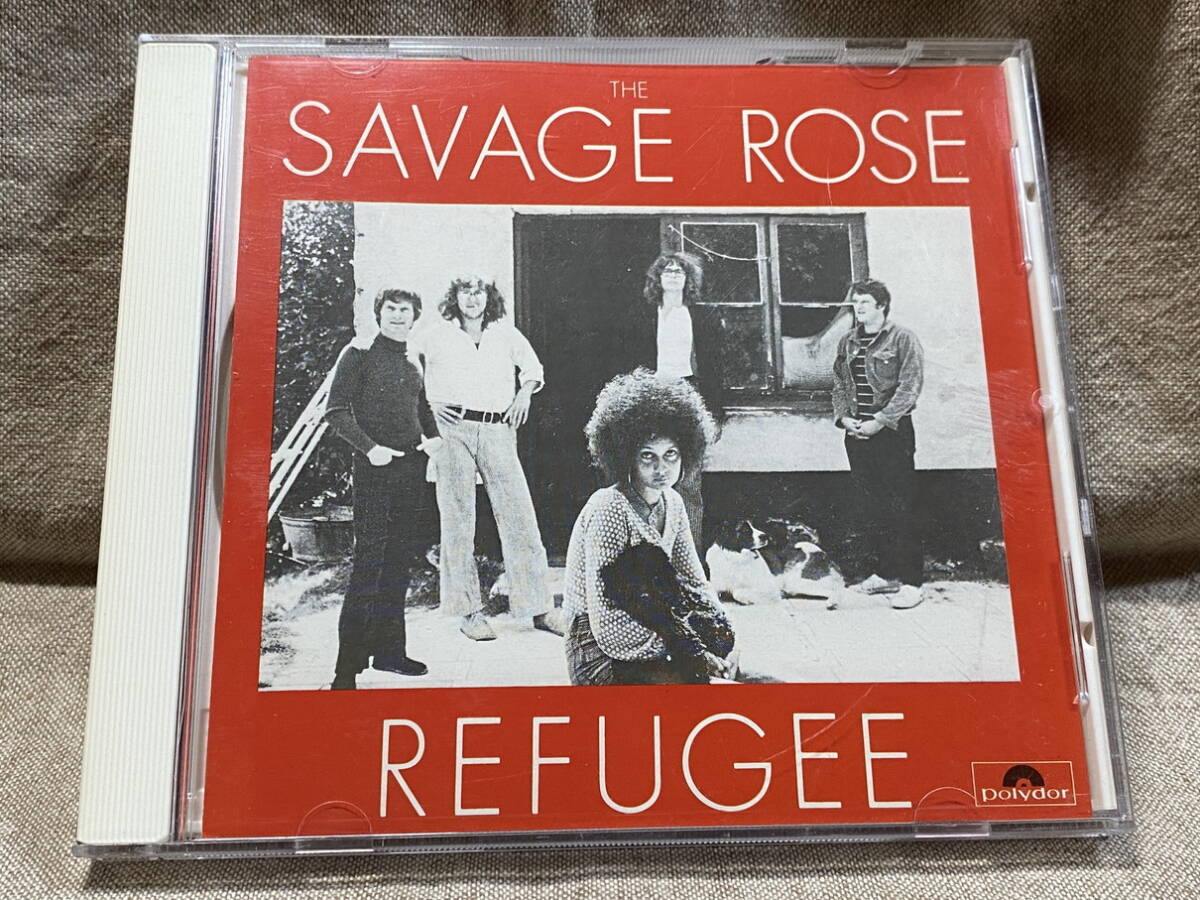 THE
SAVAGE ROSE
REFUGEE
polydor